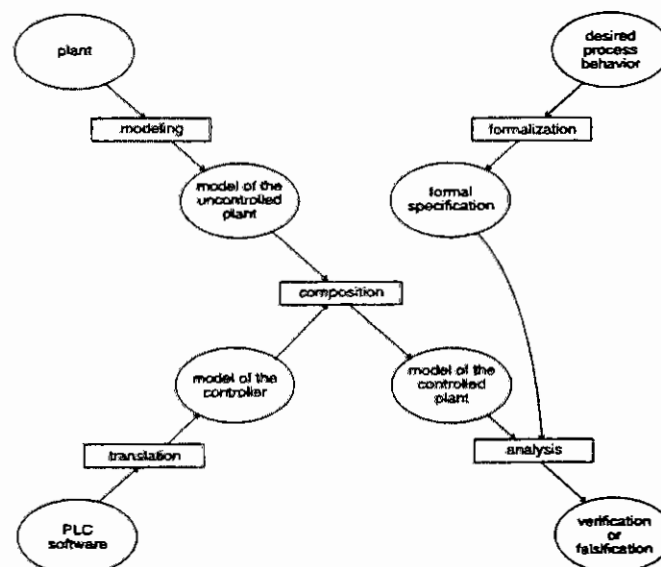 plant
desired
process
behavior
modeling
formalization
model of the
uncontrolled
plant
formal
specification
composition
model of the
controller
model of the
controlled
plant
translation
analysis
PLC
software
verification
or
falsification